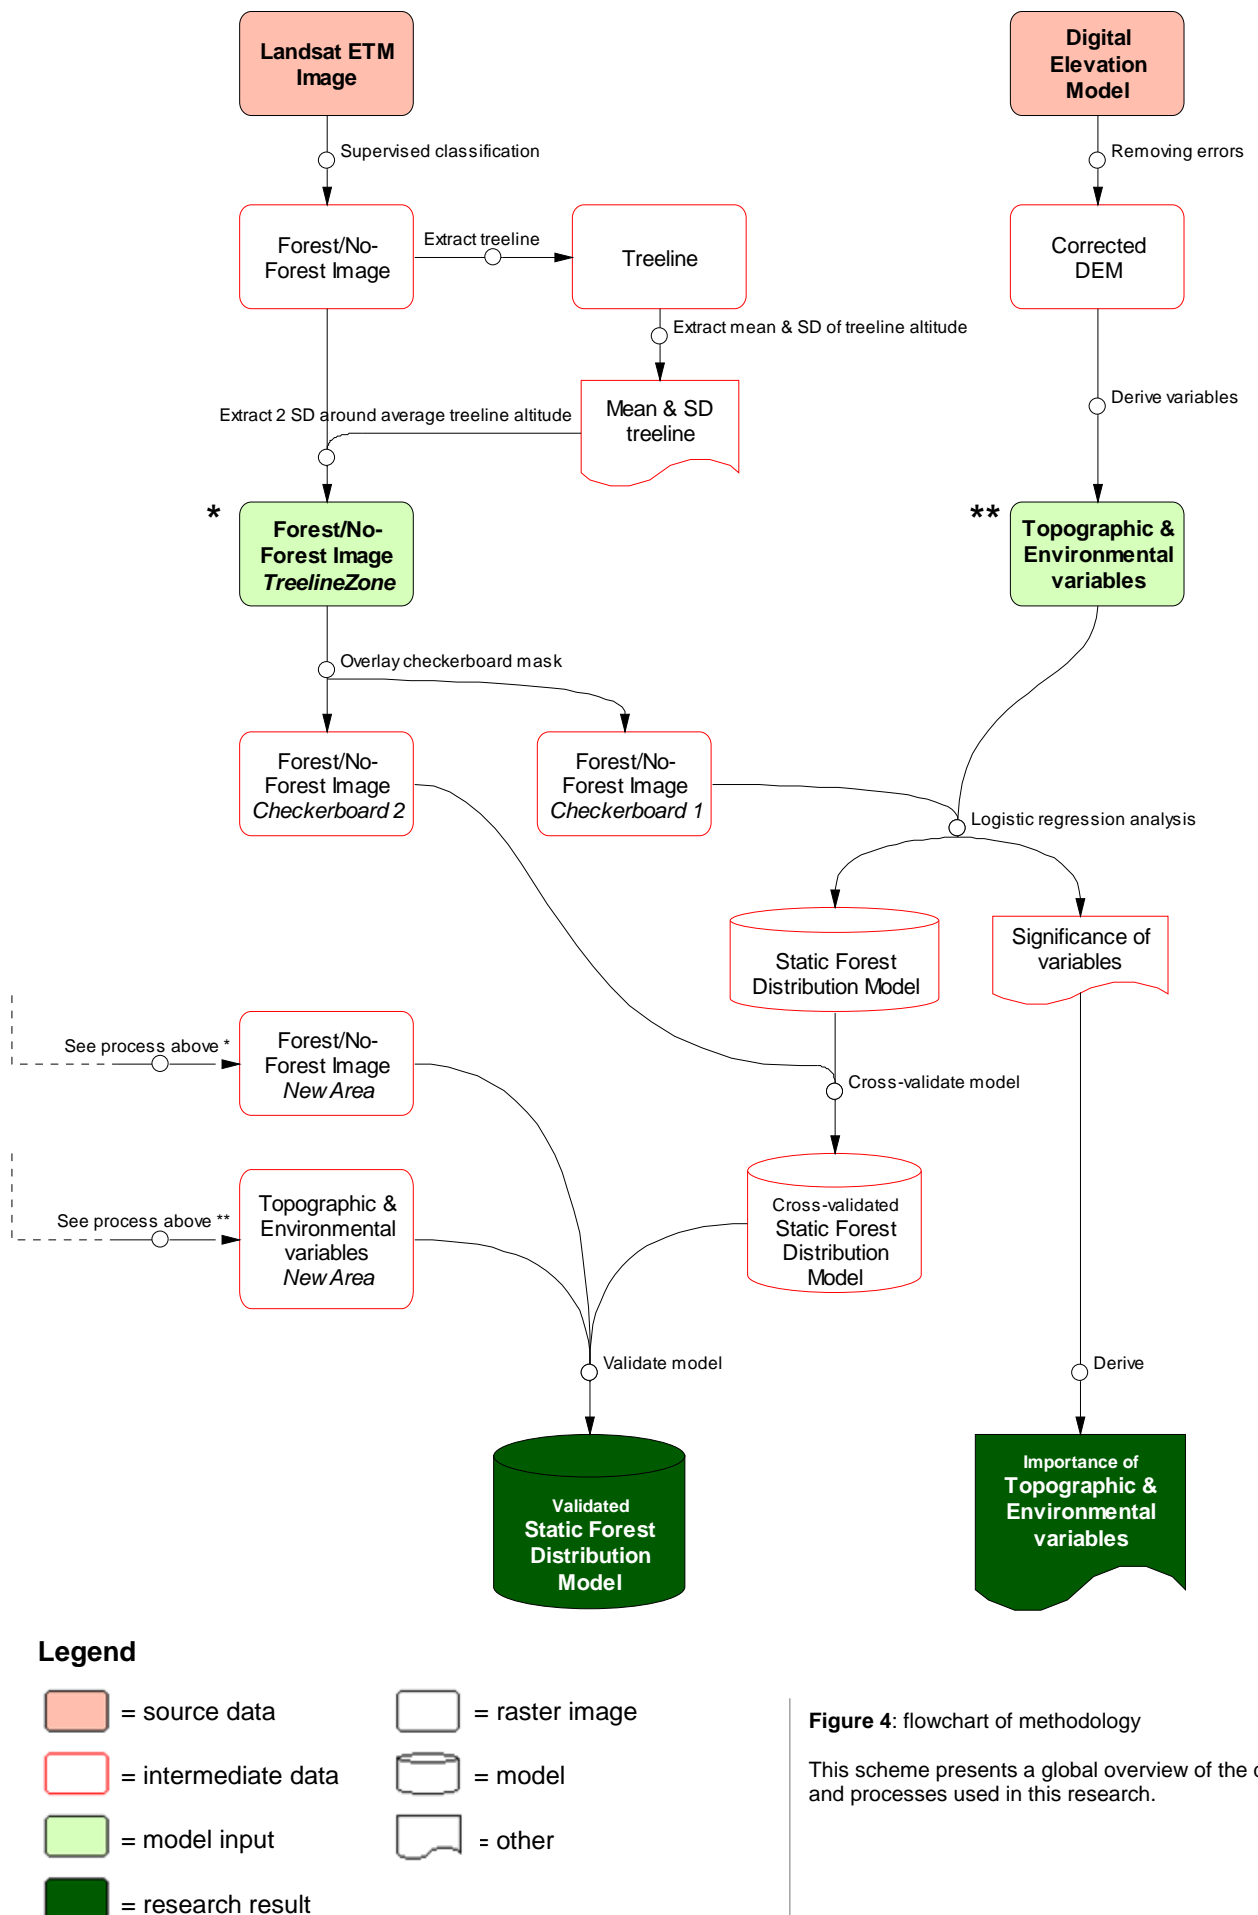 Landsat ETM
Image
Digital
Elevation
Model
Supervised classification
Removing errors
Forest/No-
Forest Image
Extract treeline
Treeline
Corrected
DEM
Extract mean & SD of treeline altitude
Extract 2 SD around average treeline altitude
Mean & SD
treeline
Derive variables
*
Forest/No-
Forest Image
TreelineZone
**
Topographic &
Environmental
variables
Overlay checkerboard mask
Forest/No-
Forest Image
Checkerboard 2
Forest/No-
Forest Image
Checkerboard 1
Logistic regression analysis
Static Forest
Distribution Model
Significance of
variables
See process above *
Forest/No-
Forest Image
New Area
Cross-validate model
See process above **
Topographic &
Environmental
variables
New Area
Cross-validated
Static Forest
Distribution
Model
Validate model
Derive
Validated
Static Forest
Distribution
Model
Importance of
Topographic &
Environmental
variables
Legend
= source data
= raster image
= intermediate data
= model
= model input
= other
= research result
Figure 4: flowchart of methodology
This scheme presents a global overview of the
and processes used in this research.